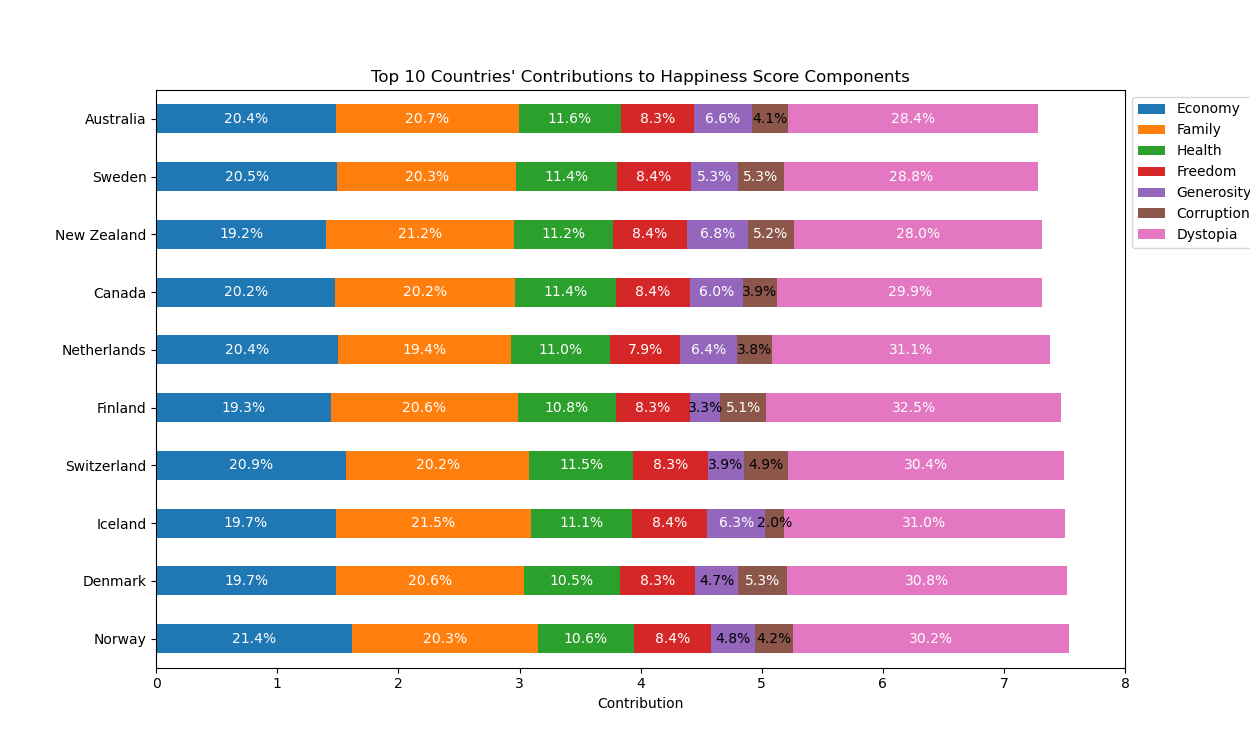 Top 10 Countries' Contributions to Happiness Score Components
Australia 20.4% 20.7% 11.6% 8.3% 6.6% 4.1% 28.4%
Sweden 20.5% 20.3% 11.4% 8.4% 5.3% 5.3% 28.8%
New Zealand 19.2% 21.2% 11.2% 8.4% 6.8% 5.2% 28.0%
Canada 20.2% 20.2% 11.4% 8.4% 6.0% 3.9% 29.9%
Netherlands 20.4% 19.4% 11.0% 7.9% 6.4% 3.8% 31.1%
Finland 19.3% 20.6% 10.8% 8.3% 3.3% 5.1% 32.5%
Switzerland 20.9% 20.2% 11.5% 8.3% 3.9% 4.9% 30.4%
Iceland 19.7% 21.5% 11.1% 8.4% 6.3% 2.0% 31.0%
Denmark 19.7% 20.6% 10.5% 8.3% 4.7% 5.3% 30.8%
Norway 21.4% 20.3% 10.6% 8.4% 4.8% 4.2% 30.2%
0 1 2 3 4 5 6 7 8
Contribution
Economy
Family
Health
Freedom
Generosity
Corruption
Dystopia